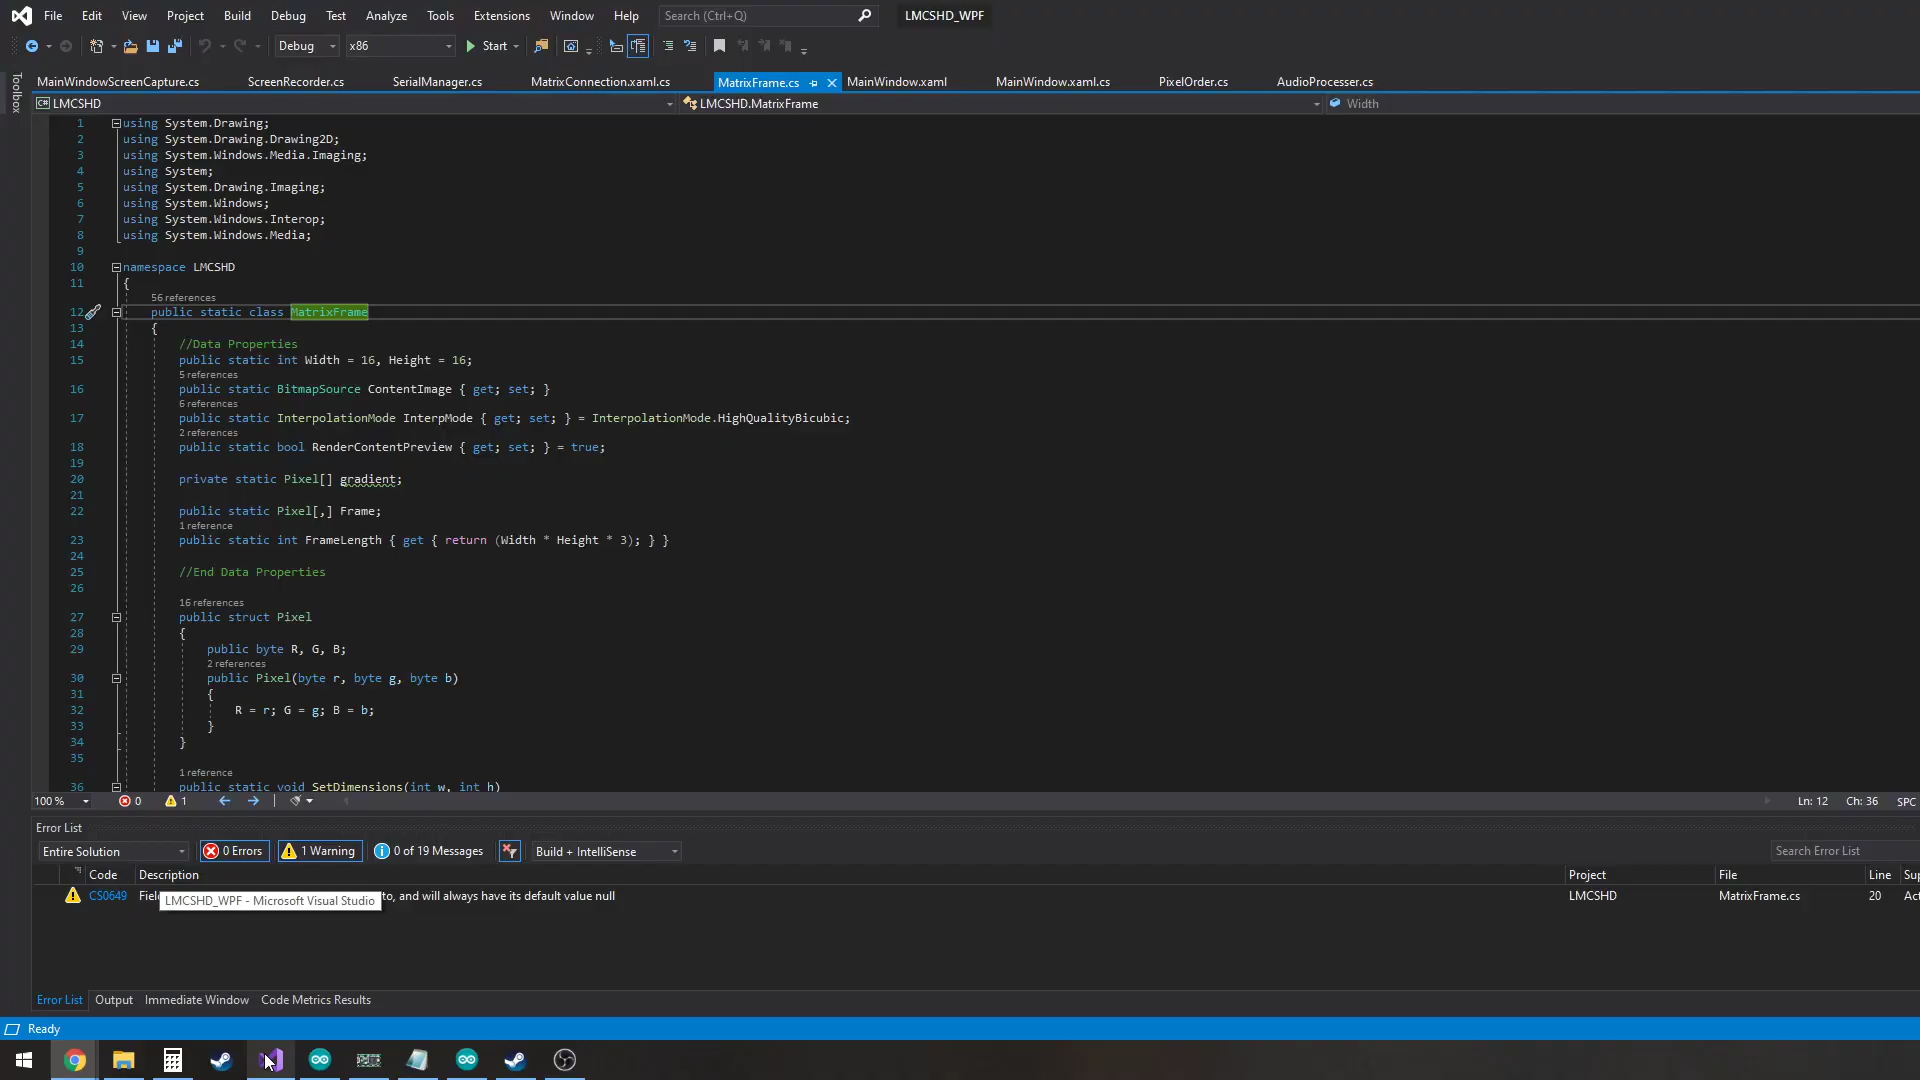 File Edit View Project Build Debug Test Analyze Tools Extensions Window Help Search (Ctrl+Q) LMCSHD_WPF
Debug x86 Start
MainWindowScreenCapture.cs ScreenRecorder.cs SerialManager.cs MatrixConnection.xaml.cs MatrixFrame.cs MainWindow.xaml MainWindow.xaml.cs PixelOrder.cs AudioProcesser.cs
Toolbox
LMCSHD LMCSHD.MatrixFrame Width
1 using System.Drawing;
2 using System.Drawing.Drawing2D;
3 using System.Windows.Media.Imaging;
4 using System;
5 using System.Drawing.Imaging;
6 using System.Windows;
7 using System.Windows.Interop;
8 using System.Windows.Media;
9
10 namespace LMCSHD
11 {
56 references
12 public static class MatrixFrame
13 {
14 //Data Properties
15 public static int Width = 16, Height = 16;
5 references
16 public static BitmapSource ContentImage { get; set; }
6 references
17 public static InterpolationMode InterpMode { get; set; } = InterpolationMode.HighQualityBicubic;
2 references
18 public static bool RenderContentPreview { get; set; } = true;
19
20 private static Pixel[] gradient;
21
22 public static Pixel[,] Frame;
1 reference
23 public static int FrameLength { get { return (Width * Height * 3); } }
24
25 //End Data Properties
26
16 references
27 public struct Pixel
28 {
29 public byte R, G, B;
2 references
30 public Pixel(byte r, byte g, byte b)
31 {
32 R = r; G = g; B = b;
33 }
34 }
35
1 reference
36 public static void SetDimensions(int w, int h)
100 % 0 1 Ln: 12 Ch: 36 SPC
Error List
Entire Solution 0 Errors 1 Warning 0 of 19 Messages Build + IntelliSense Search Error List
Code Description Project File Line Sup
CS0649 Fiel to, and will always have its default value null LMCSHD MatrixFrame.cs 20 Act
LMCSHD_WPF - Microsoft Visual Studio
Error List Output Immediate Window Code Metrics Results
Ready